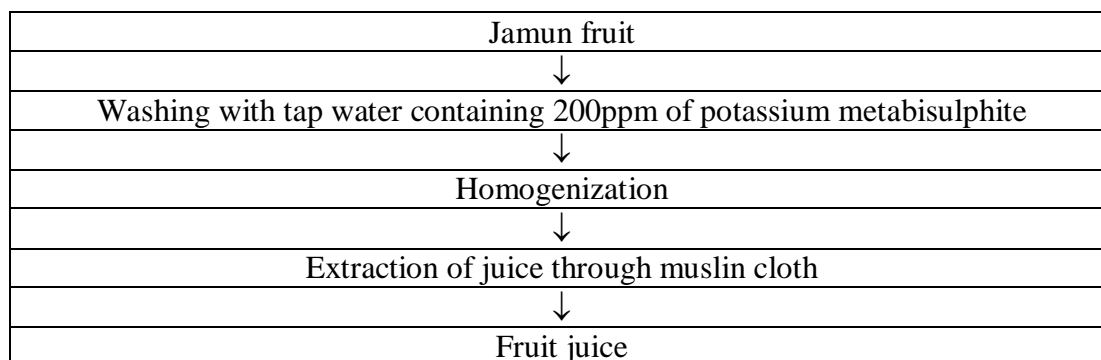 Jamun fruit
↓
Washing with tap water containing 200ppm of potassium metabisulphite
↓
Homogenization
↓
Extraction of juice through muslin cloth
↓
Fruit juice